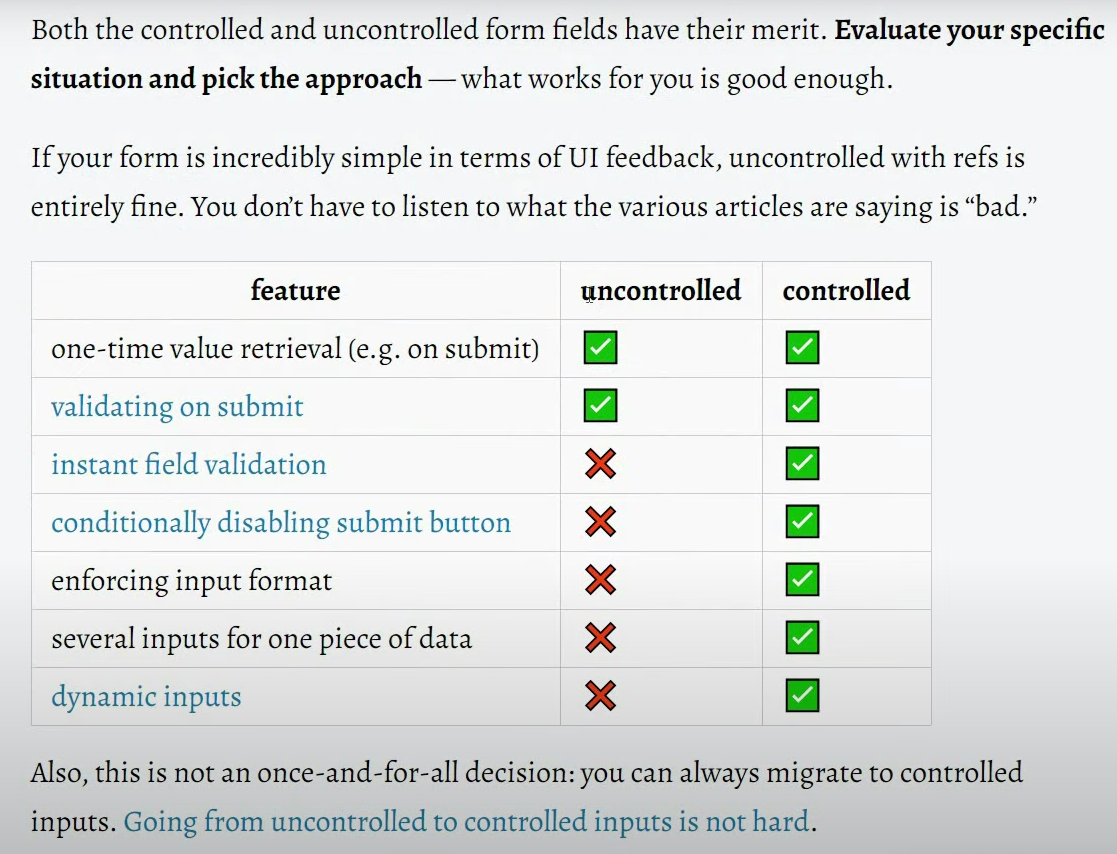 Both the controlled and uncontrolled form fields have their merit. Evaluate your specific
situation and pick the approach — what works for you is good enough.
If your form is incredibly simple in terms of UI feedback, uncontrolled with refs is
entirely fine. You don’t have to listen to what the various articles are saying is “bad.”
feature uncontrolled controlled
one-time value retrieval (e.g. on submit) ✅ ✅
validating on submit ✅ ✅
instant field validation ❌ ✅
conditionally disabling submit button ❌ ✅
enforcing input format ❌ ✅
several inputs for one piece of data ❌ ✅
dynamic inputs ❌ ✅
Also, this is not an once-and-for-all decision: you can always migrate to controlled
inputs. Going from uncontrolled to controlled inputs is not hard.